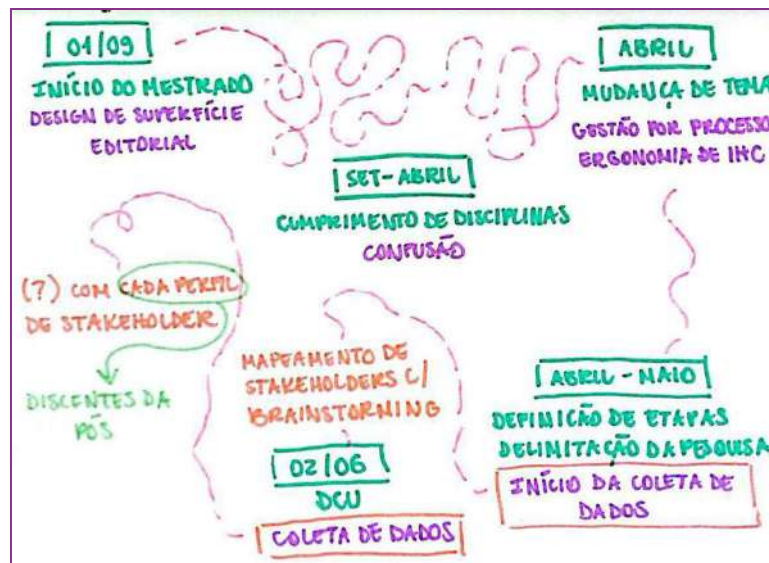 01/09
INÍCIO DO MESTRADO
DESIGN DE SUPERFÍCIE
EDITORIAL
SET-ABRIL
CUMPRIMENTO DE DISCIPLINAS
CONFUSÃO
ABRIL
MUDANÇA DE TEMA
GESTÃO POR PROCESSO
ERGONOMIA DE IHC
ABRIL - MAIO
DEFINIÇÃO DE ETAPAS
DELIMITAÇÃO DA PESQUISA
INÍCIO DA COLETA DE
DADOS
MAPEAMENTO DE
STAKEHOLDERS C/
BRAINSTORMING
02/06
DCU
COLETA DE DADOS
(?) COM CADA PERFIL
DE STAKEHOLDER
DISCENTES DA
PÓS